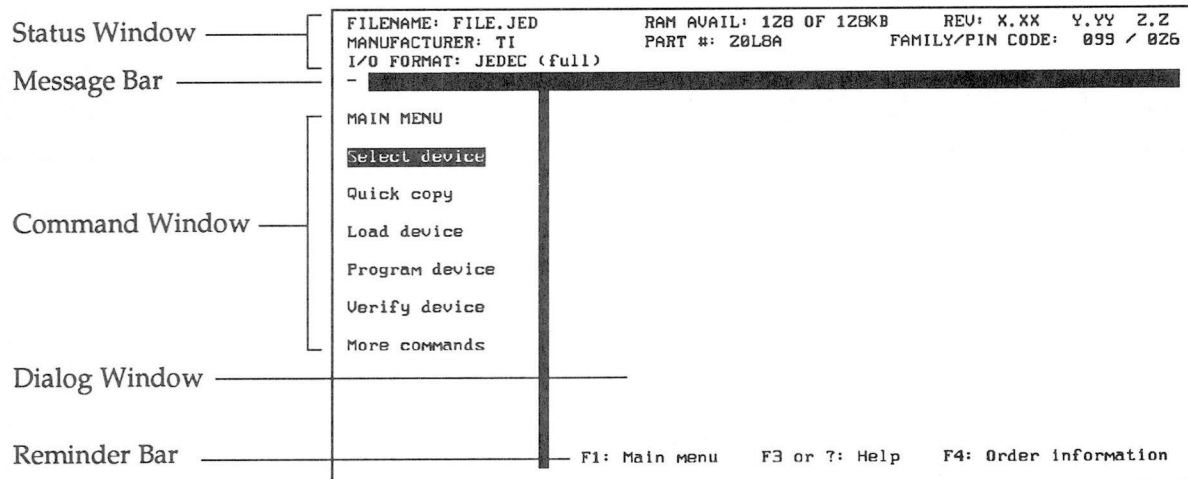 Status Window
FILENAME: FILE.JED RAM AVAIL: 128 OF 128KB REV: X.XX Y.YY Z.Z
MANUFACTURER: TI PART #: 20L8A FAMILY/PIN CODE: 099 / 026
I/O FORMAT: JEDEC (full)
Message Bar
-
MAIN MENU
Select device
Quick copy
Command Window
Load device
Program device
Verify device
More commands
Dialog Window
Reminder Bar
F1: Main menu F3 or ?: Help F4: Order information